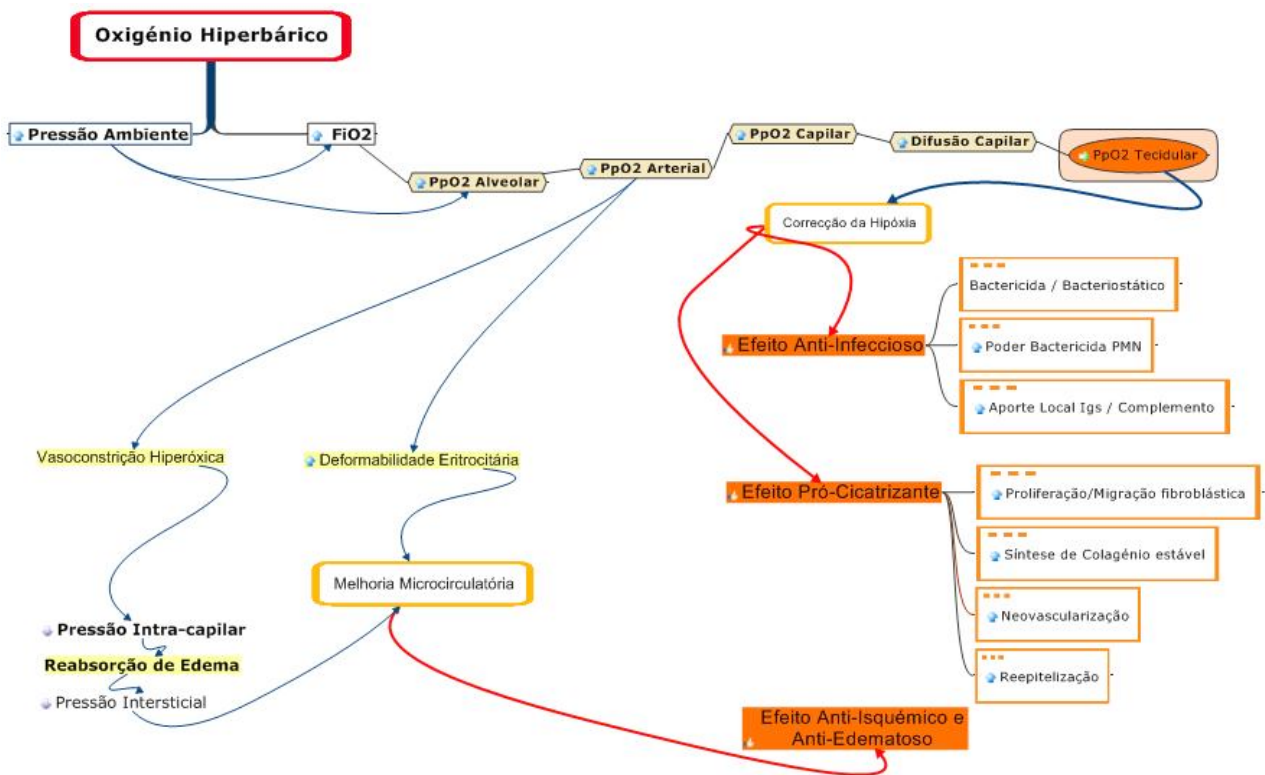 Oxigénio Hiperbárico
Pressão Ambiente
FiO2
PpO2 Alveolar
PpO2 Arterial
PpO2 Capilar
Difusão Capilar
PpO2 Tecidular
Correcção da Hipóxia
Bactericida / Bacteriostático
Efeito Anti-Infeccioso
Poder Bactericida PMN
Aporte Local Igs / Complemento
Vasoconstrição Hiperóxica
Deformabilidade Eritrocitária
Efeito Pró-Cicatrizante
Proliferação/Migração fibroblástica
Síntese de Colagénio estável
Neovascularização
Reepitelização
Melhoria Microcirculatória
Pressão Intra-capilar
Reabsorção de Edema
Pressão Intersticial
Efeito Anti-Isquémico e
Anti-Edematoso